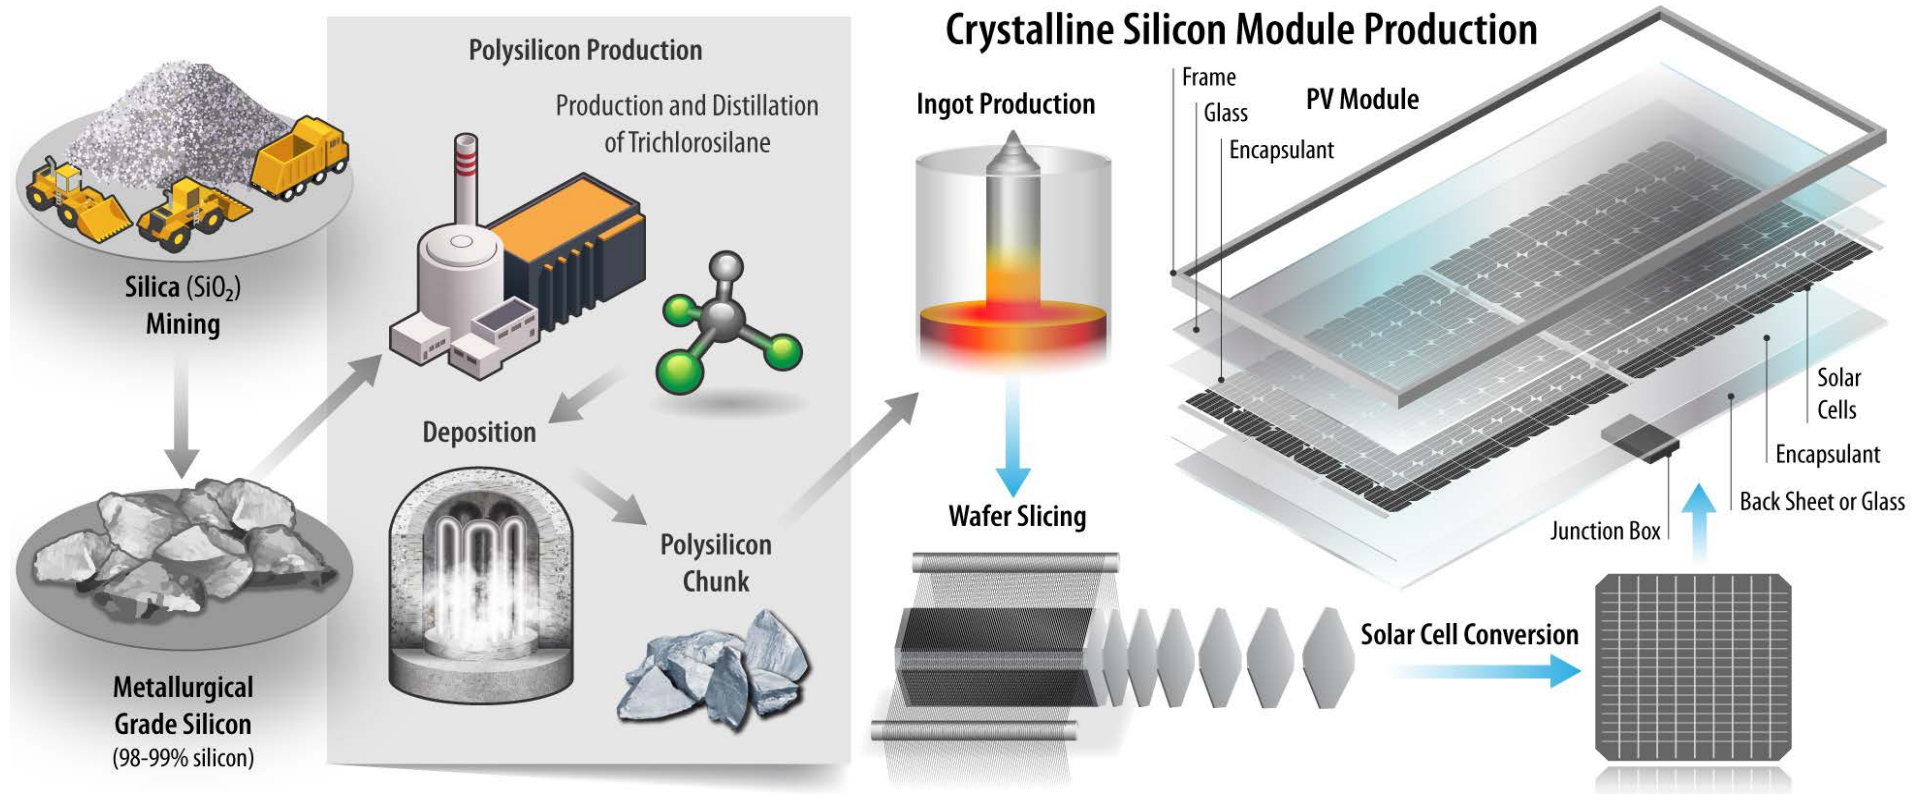 Crystalline Silicon Module Production
Silica (SiO₂)
Mining
Metallurgical
Grade Silicon
(98-99% silicon)
Polysilicon Production
Production and Distillation
of Trichlorosilane
Deposition
Polysilicon
Chunk
Ingot Production
Wafer Slicing
Solar Cell Conversion
PV Module
Frame
Glass
Encapsulant
Solar
Cells
Encapsulant
Back Sheet or Glass
Junction Box